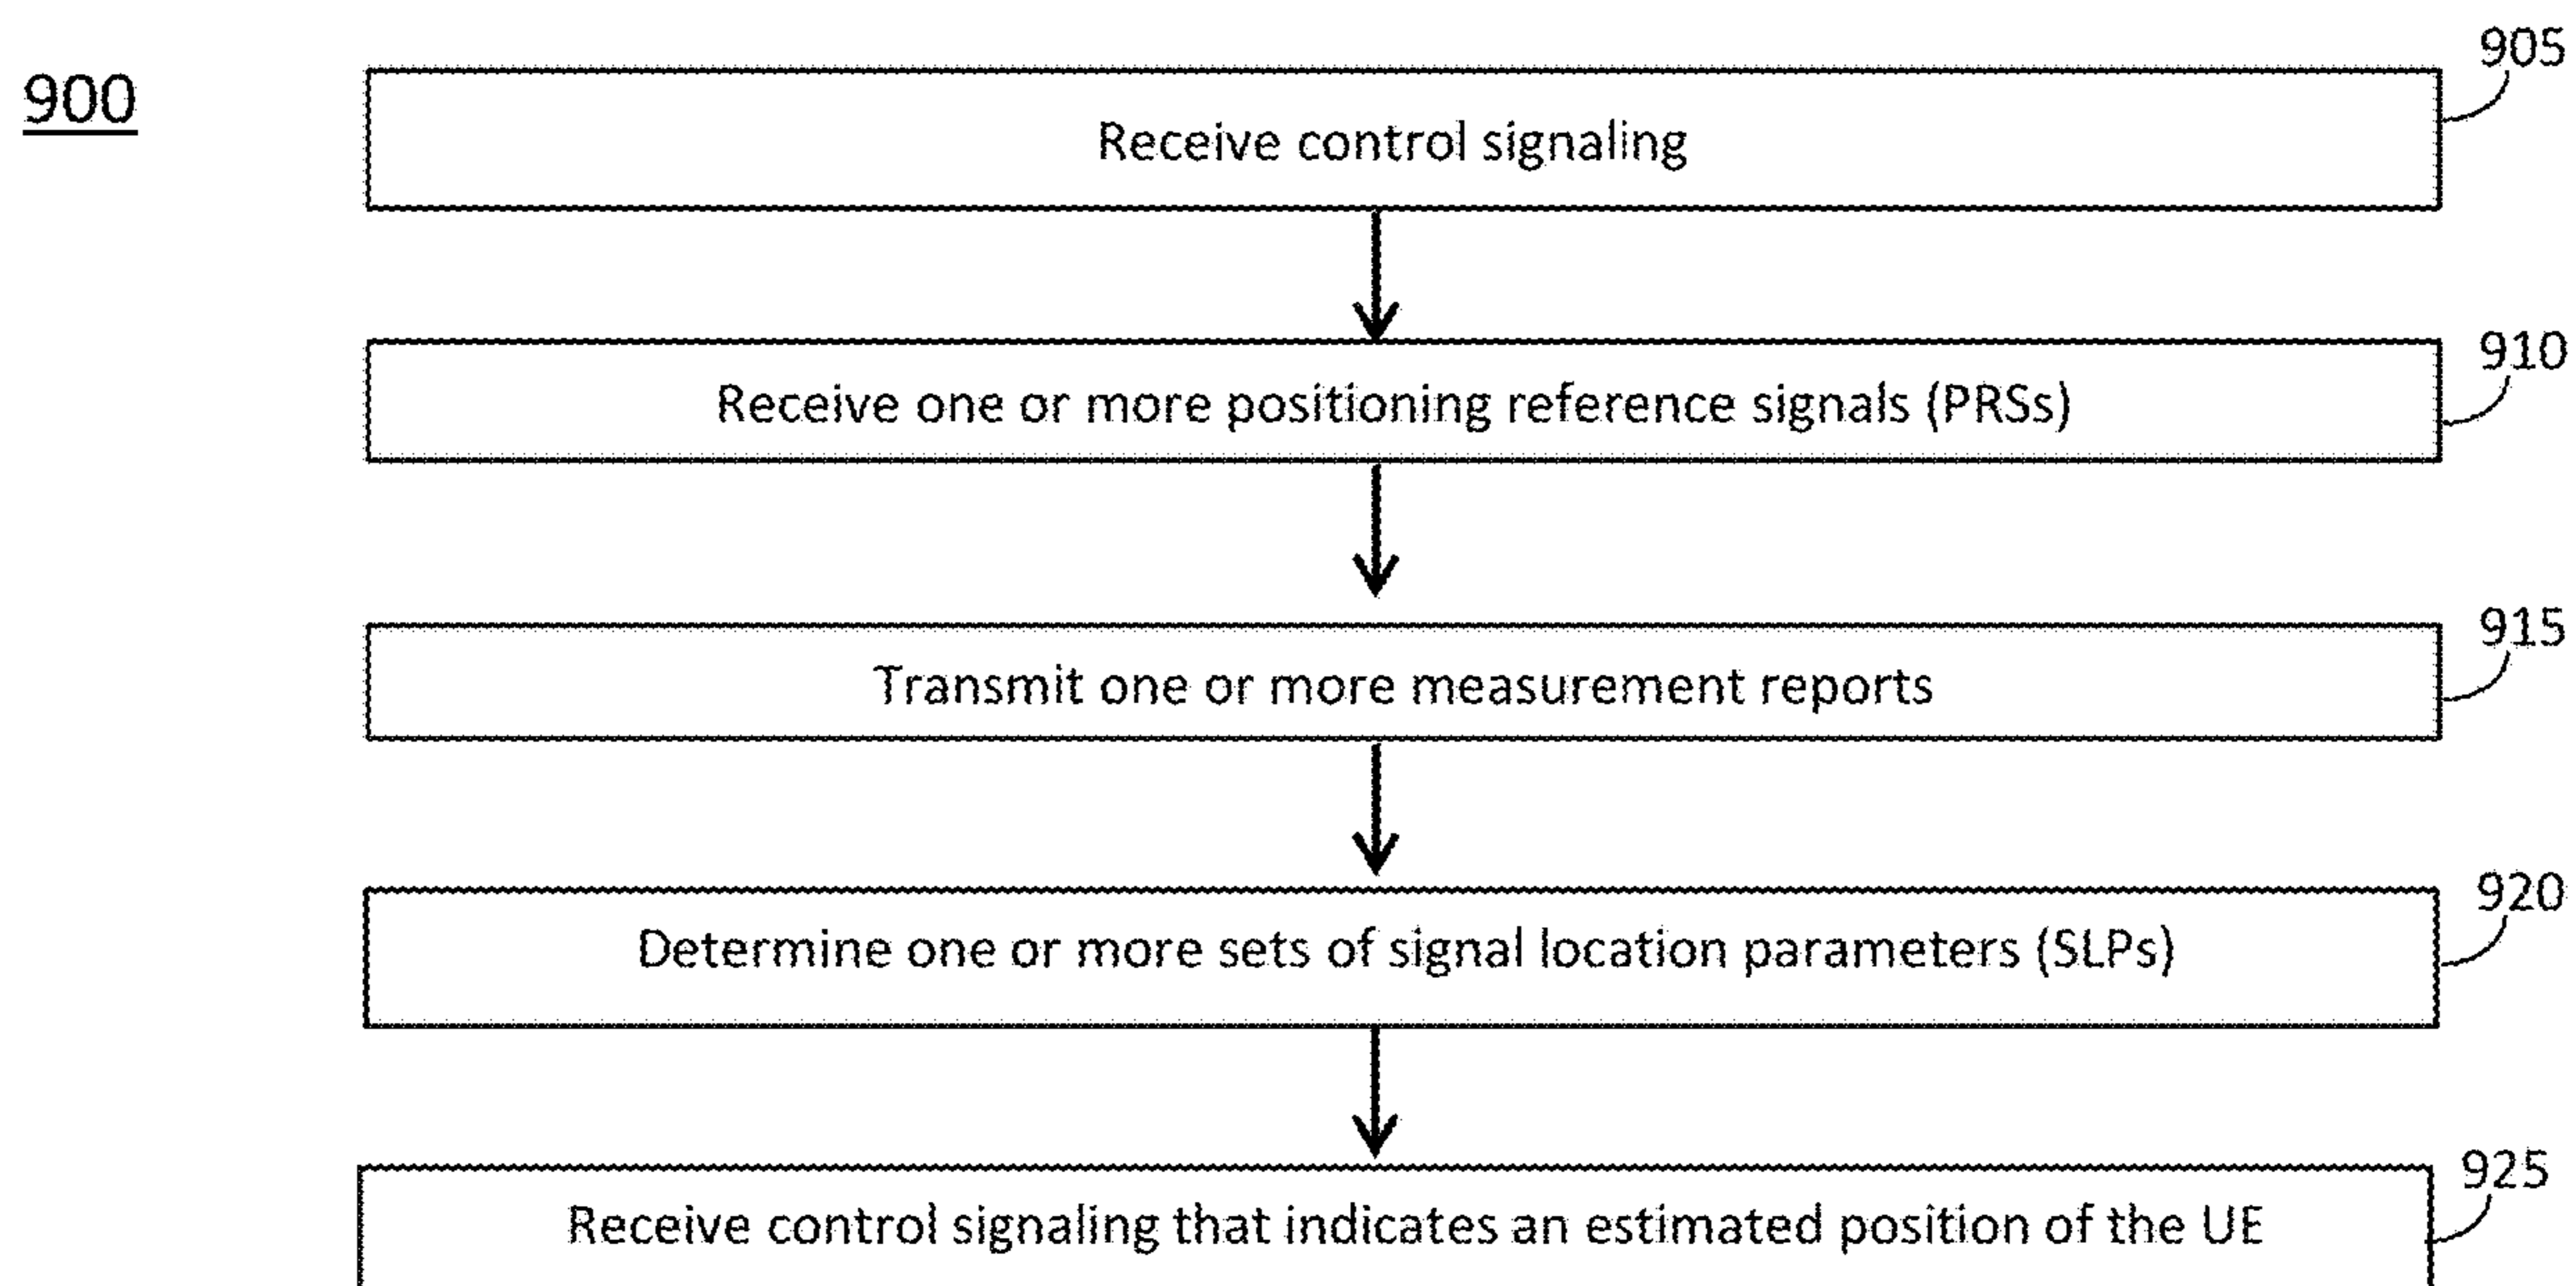 905
900
Receive control signaling
910
Receive one or more positioning reference signals (PRSs)
915
Transmit one or more measurement reports
920
Determine one or more sets of signal location parameters (SLPs)
925
Receive control signaling that indicates an estimated position of the UE